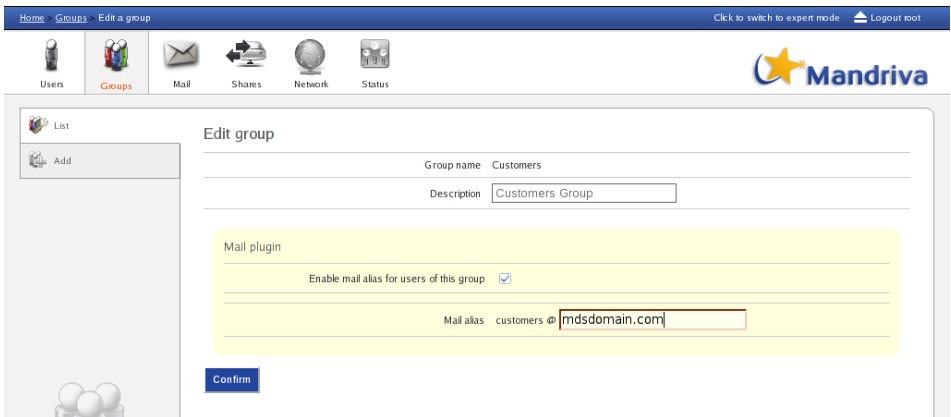 Home > Groups > Edit a group
Click to switch to expert mode
Logout root
Users
Groups
Mail
Shares
Network
Status
Mandriva
List
Add
Edit group
Group name Customers
Description Customers Group
Mail plugin
Enable mail alias for users of this group
Mail alias customers @ mdsdomain.com
Confirm